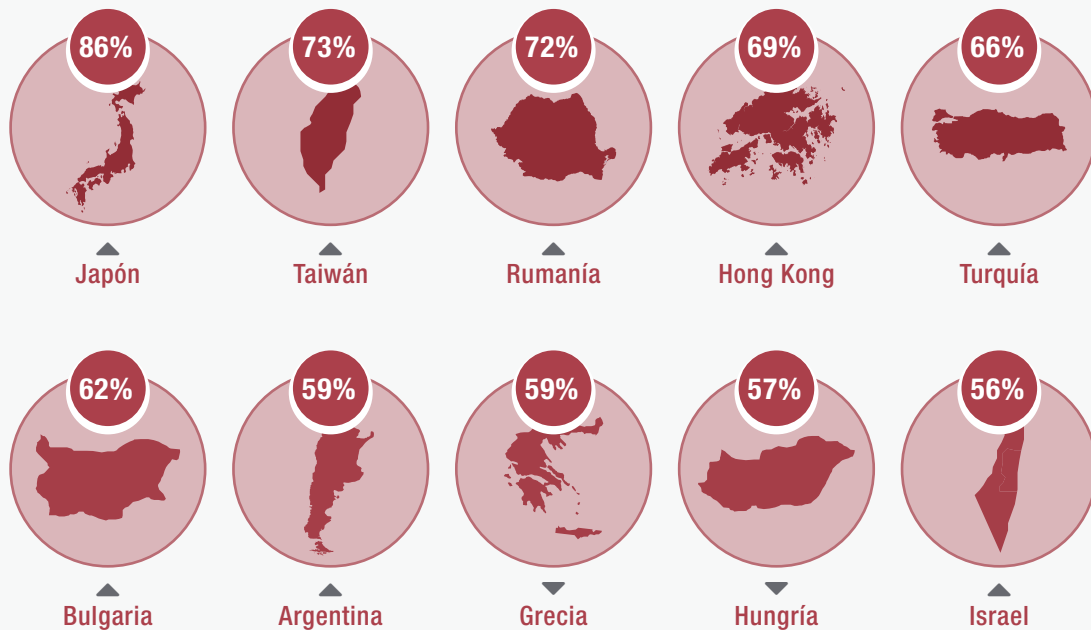 86% 73% 72% 69% 66%
Japón Taiwán Rumanía Hong Kong Turquía
62% 59% 59% 57% 56%
Bulgaria Argentina Grecia Hungría Israel